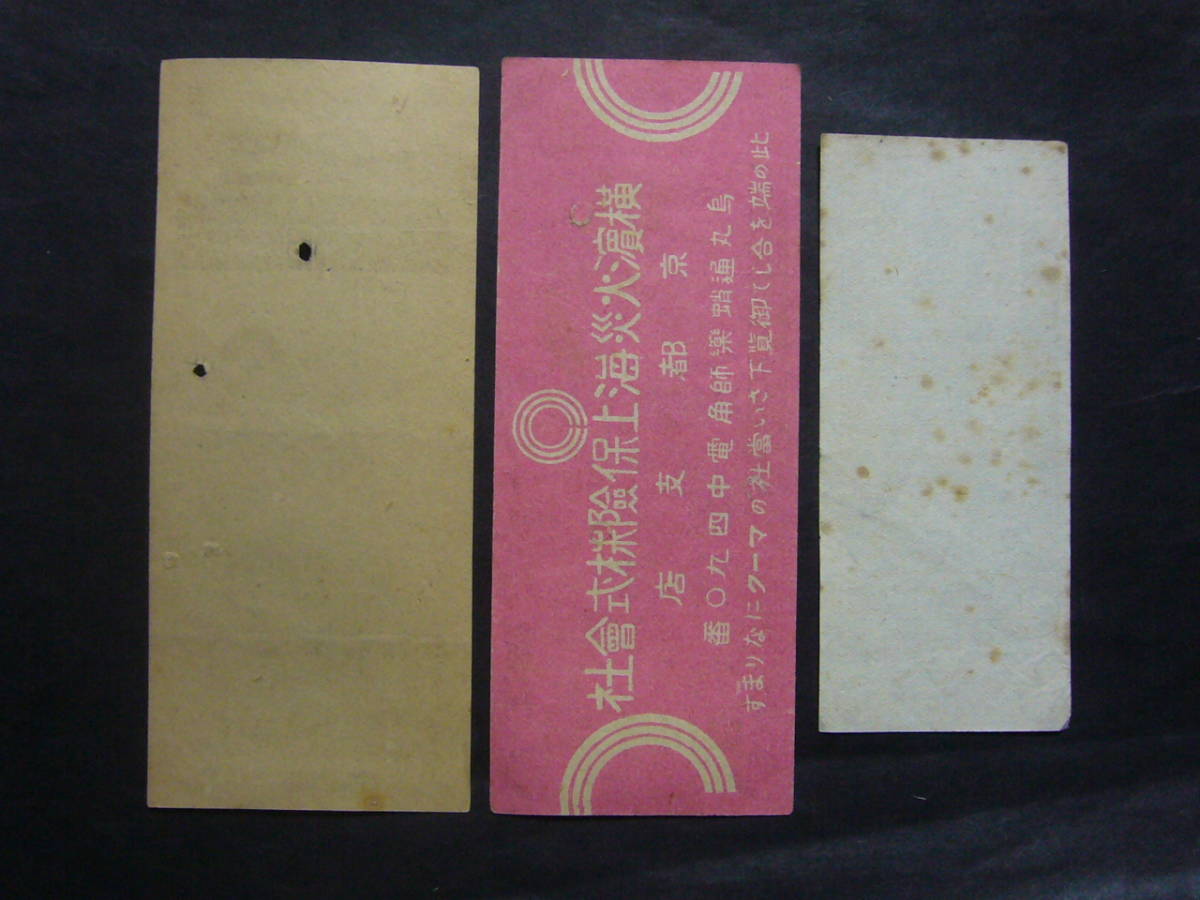 横濱火災海上保險株式會社
京都支店
烏丸通蛸藥師角電中四九〇番
此の端を合して御覧下さい當社のマークになります